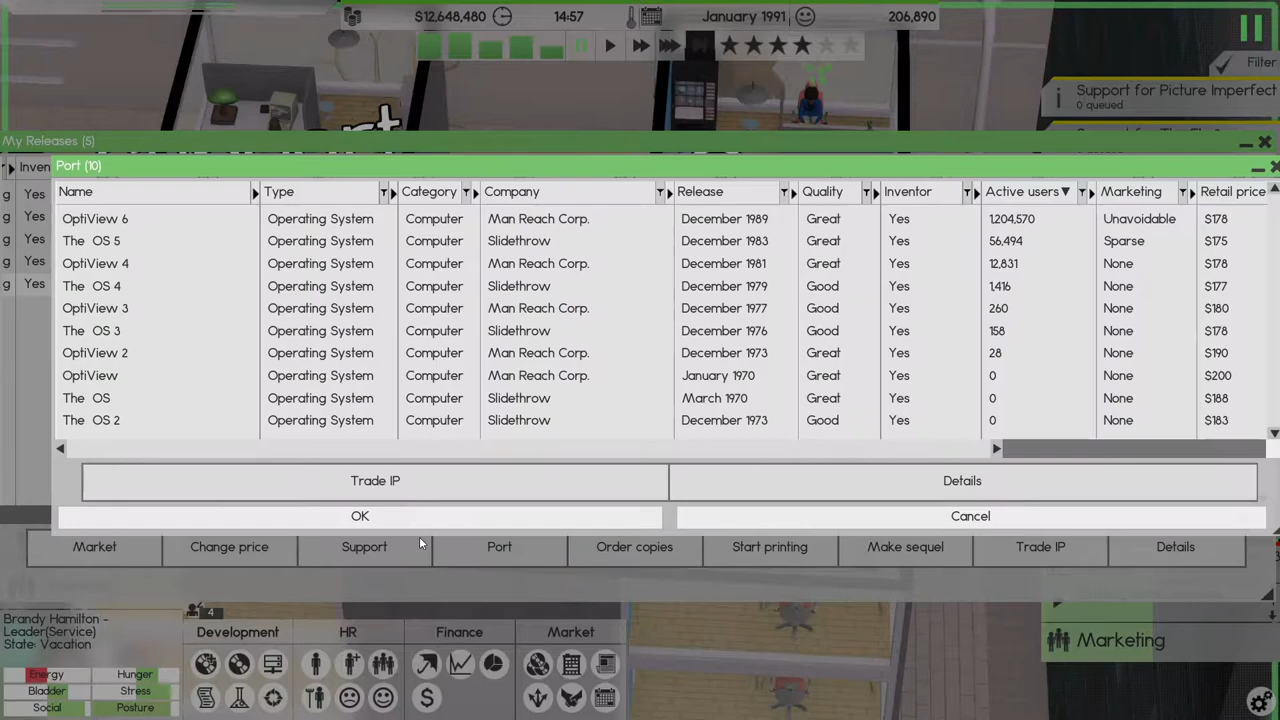 $12,648,480 14:57 January 1991 206,890
Filter
Support for Picture Imperfect
0 queued
My Releases (5)
Port (10)
Name Type Category Company Release Quality Inventor Active users▼ Marketing Retail price
OptiView 6 Operating System Computer Man Reach Corp. December 1989 Great Yes 1,204,570 Unavoidable $178
The OS 5 Operating System Computer Slidethrow December 1983 Great Yes 56,494 Sparse $175
OptiView 4 Operating System Computer Man Reach Corp. December 1981 Great Yes 12,831 None $178
The OS 4 Operating System Computer Slidethrow December 1979 Good Yes 1,416 None $177
OptiView 3 Operating System Computer Man Reach Corp. December 1977 Good Yes 260 None $180
The OS 3 Operating System Computer Slidethrow December 1976 Good Yes 158 None $178
OptiView 2 Operating System Computer Man Reach Corp. December 1973 Great Yes 28 None $190
OptiView Operating System Computer Man Reach Corp. January 1970 Great Yes 0 None $200
The OS Operating System Computer Slidethrow March 1970 Great Yes 0 None $188
The OS 2 Operating System Computer Slidethrow December 1973 Good Yes 0 None $183
Inven
g Yes
g Yes
g Yes
g Yes
g Yes
Trade IP Details
OK Cancel
Market Change price Support Port Order copies Start printing Make sequel Trade IP Details
Brandy Hamilton -
Leader(Service)
State: Vacation
Energy Hunger
Bladder Stress
Social Posture
4
Development HR Finance Market
Marketing